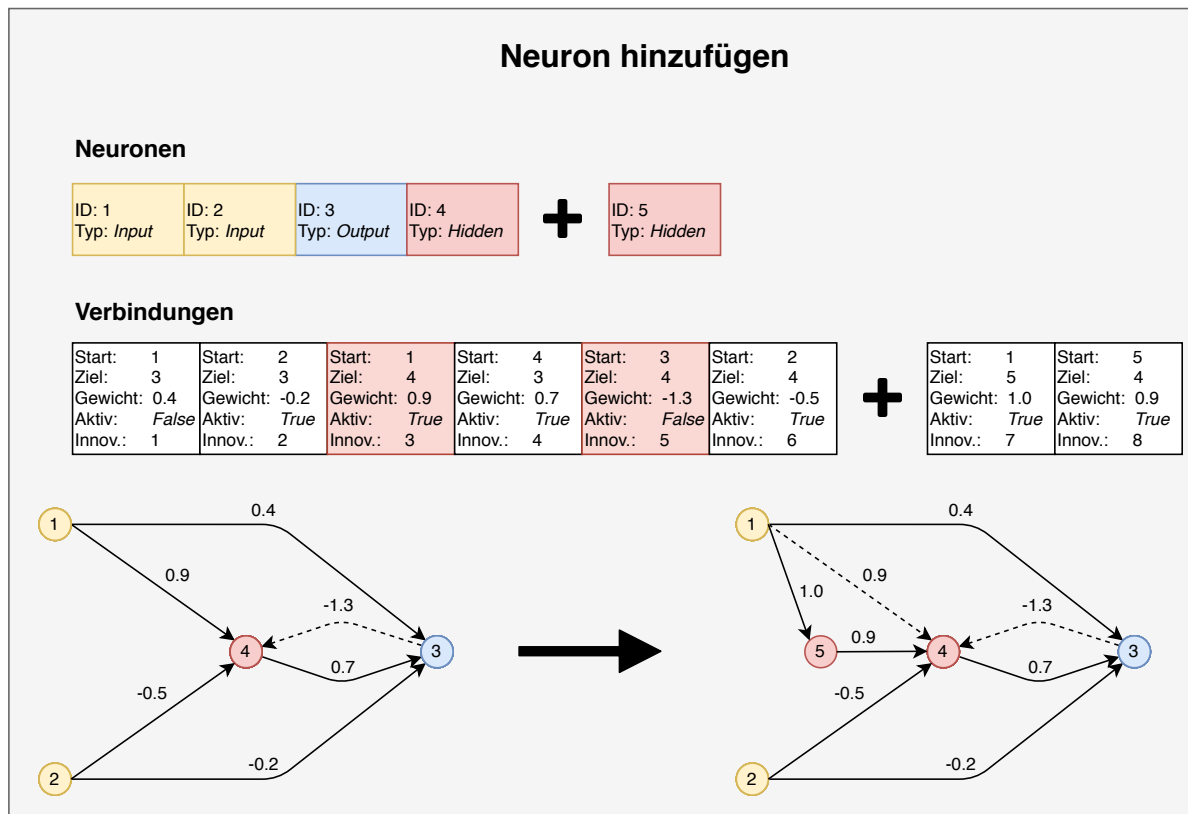 Neuron hinzufügen
Neuronen
ID: 1 ID: 2 ID: 3 ID: 4 ID: 5
Typ: Input Typ: Input Typ: Output Typ: Hidden Typ: Hidden
Verbindungen
Start: 1 Start: 2 Start: 1 Start: 4 Start: 3 Start: 2 Start: 1 Start: 5
Ziel: 3 Ziel: 3 Ziel: 4 Ziel: 3 Ziel: 4 Ziel: 4 Ziel: 5 Ziel: 4
Gewicht: 0.4 Gewicht: -0.2 Gewicht: 0.9 Gewicht: 0.7 Gewicht: -1.3 Gewicht: -0.5 Gewicht: 1.0 Gewicht: 0.9
Aktiv: False Aktiv: True Aktiv: True Aktiv: True Aktiv: False Aktiv: True Aktiv: True Aktiv: True
Innov.: 1 Innov.: 2 Innov.: 3 Innov.: 4 Innov.: 5 Innov.: 6 Innov.: 7 Innov.: 8
0.4
1
0.9
-1.3
4
3
0.7
-0.5
-0.2
2
0.4
1
0.9
1.0
-1.3
0.9
5
4
3
0.7
-0.5
-0.2
2